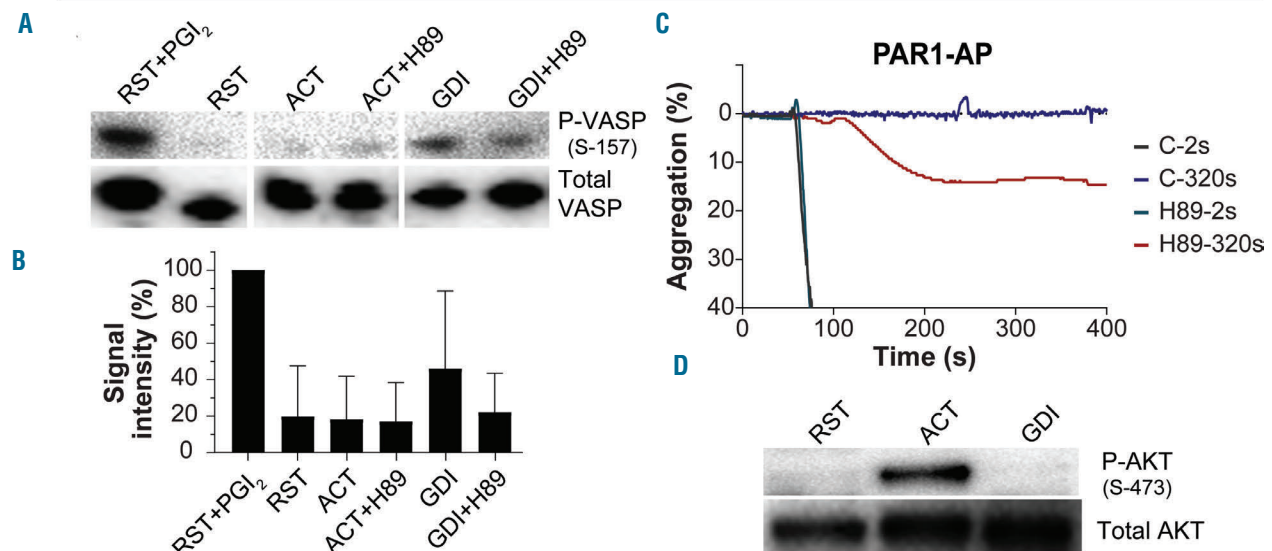 A
RST+PGI₂
RST
ACT
ACT+H89
GDI
GDI+H89
P-VASP
(S-157)
Total
VASP
B
Signal
intensity (%)
100
80
60
40
20
0
RST+PGI₂
RST
ACT
ACT+H89
GDI
GDI+H89
C
PAR1-AP
Aggregation (%)
0
10
20
30
40
0
100
200
300
400
Time (s)
C-2s
C-320s
H89-2s
H89-320s
D
RST
ACT
GDI
P-AKT
(S-473)
Total AKT